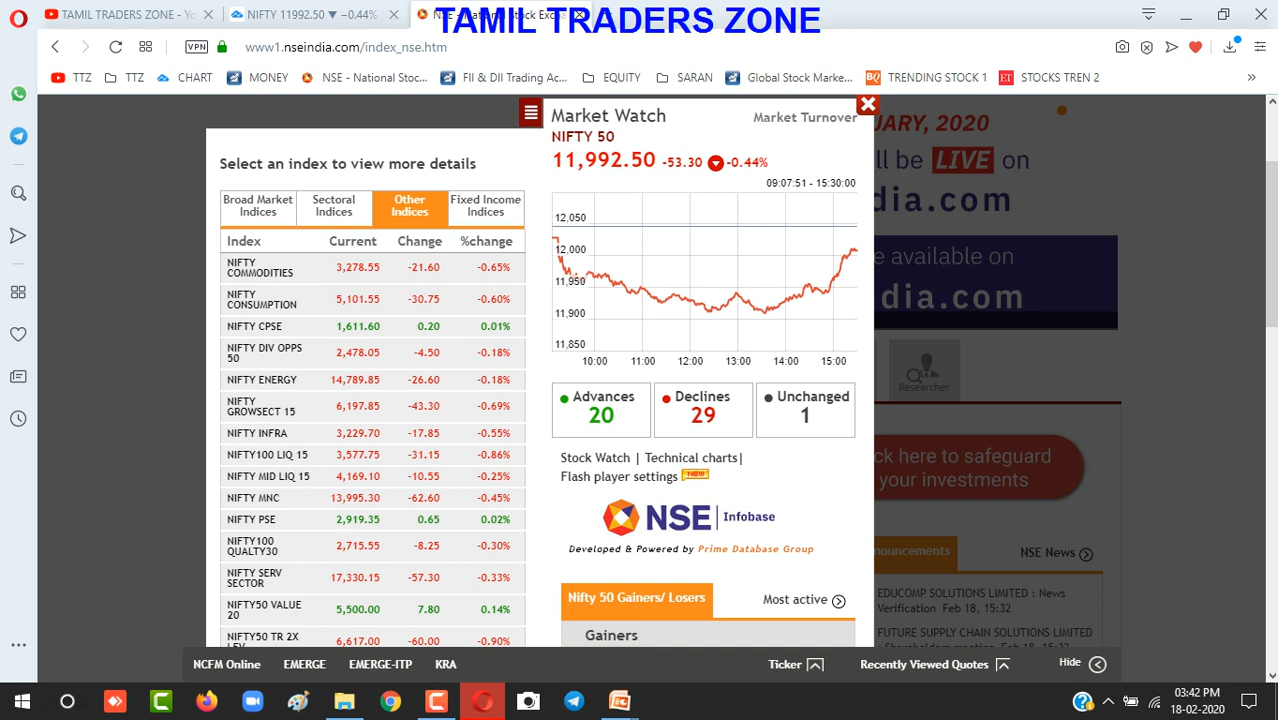 TAMIL TRADERS ZONE - Yo
NIFTY 11992.50 ▼ −0.44%
NSE - National Stock Excha
TAMIL TRADERS ZONE
VPN
www1.nseindia.com/index_nse.htm
TTZ
TTZ
CHART
MONEY
NSE - National Stoc...
FII & DII Trading Ac...
EQUITY
SARAN
Global Stock Marke...
BQ
TRENDING STOCK 1
ET
STOCKS TREN 2
Select an index to view more details
Broad Market Indices
Sectoral Indices
Other Indices
Fixed Income Indices
Index Current Change %change
NIFTY COMMODITIES 3,278.55 -21.60 -0.65%
NIFTY CONSUMPTION 5,101.55 -30.75 -0.60%
NIFTY CPSE 1,611.60 0.20 0.01%
NIFTY DIV OPPS 50 2,478.05 -4.50 -0.18%
NIFTY ENERGY 14,789.85 -26.60 -0.18%
NIFTY GROWSECT 15 6,197.85 -43.30 -0.69%
NIFTY INFRA 3,229.70 -17.85 -0.55%
NIFTY100 LIQ 15 3,577.75 -31.15 -0.86%
NIFTY MID LIQ 15 4,169.10 -10.55 -0.25%
NIFTY MNC 13,995.30 -62.60 -0.45%
NIFTY PSE 2,919.35 0.65 0.02%
NIFTY100 QUALTY30 2,715.55 -8.25 -0.30%
NIFTY SERV SECTOR 17,330.15 -57.30 -0.33%
NIFTY50 VALUE 20 5,500.00 7.80 0.14%
NIFTY50 TR 2X 6,617.00 -60.00 -0.90%
Market Watch
Market Turnover
NIFTY 50
11,992.50 -53.30 -0.44%
09:07:51 - 15:30:00
12,050
12,000
11,950
11,900
11,850
10:00 11:00 12:00 13:00 14:00 15:00
Advances 20
Declines 29
Unchanged 1
Stock Watch | Technical charts|
Flash player settings NEW
NSE | Infobase
Developed & Powered by Prime Database Group
Nifty 50 Gainers/ Losers
Most active
Gainers
UARY, 2020
ll be LIVE on
dia.com
e available on
dia.com
Researcher
ck here to safeguard
your investments
nouncements
NSE News
EDUCOMP SOLUTIONS LIMITED : News
Verification Feb 18, 15:32
FUTURE SUPPLY CHAIN SOLUTIONS LIMITED
NCFM Online
EMERGE
EMERGE-ITP
KRA
Ticker
Recently Viewed Quotes
Hide
03:42 PM
18-02-2020